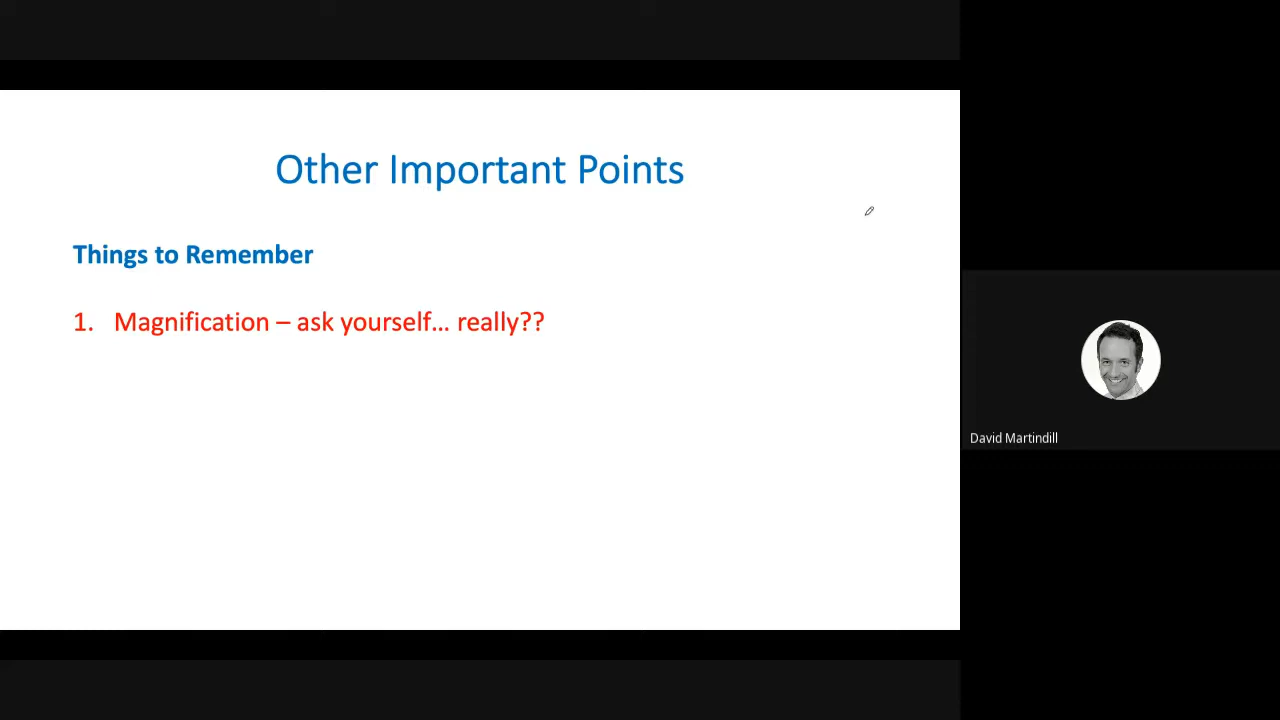 Other Important Points
Things to Remember
1. Magnification – ask yourself... really??
David Martindill